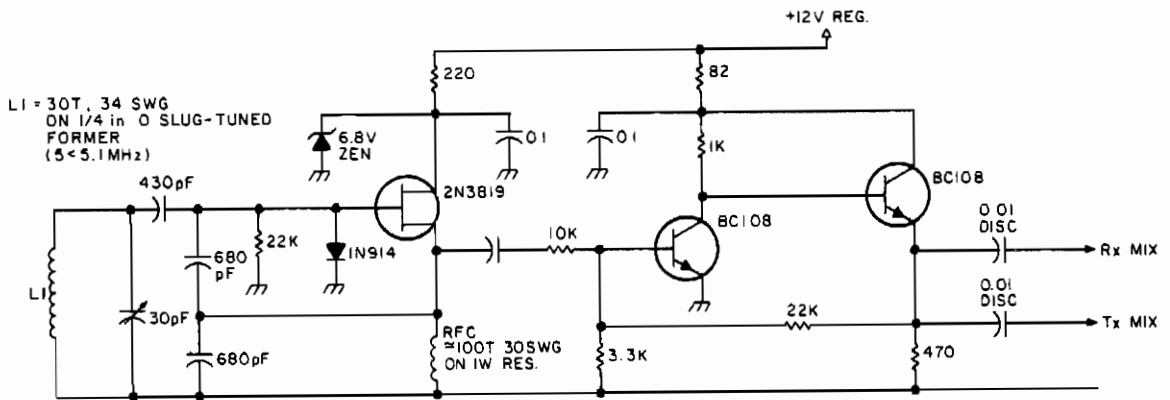 +12V REG.
220
82
L1 = 30T, 34 SWG
ON 1/4 in O SLUG-TUNED
FORMER
(5<5.1MHz)
6.8V
ZEN
01
01
1K
430pF
2N3819
BC108
BC108
22K
1N914
10K
0.01
DISC
Rx MIX
680
pF
L1
30pF
22K
0.01
DISC
Tx MIX
680pF
RFC
≃100T 30SWG
ON 1W RES.
3.3K
470